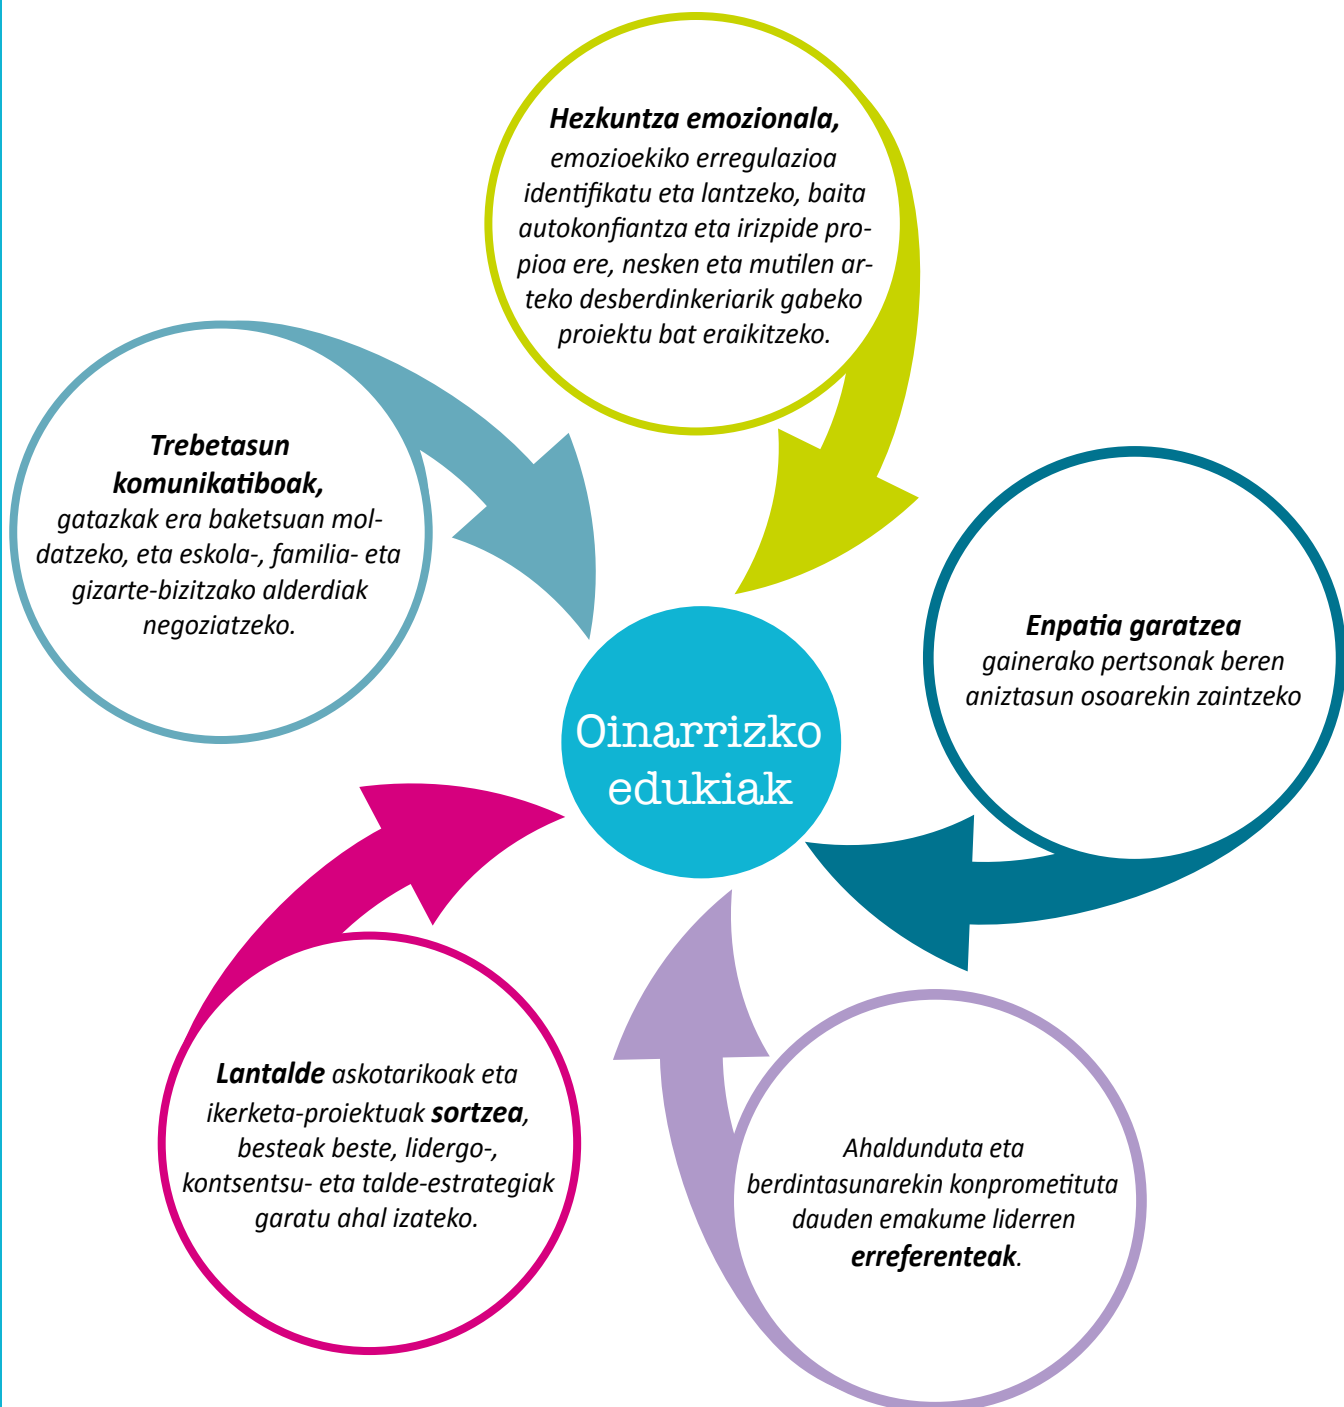 Hezkuntza emozionala,
emozioekiko erregulazioa
identifikatu eta lantzeko, baita
autokonfiantza eta irizpide pro-
pioa ere, nesken eta mutilen ar-
teko desberdinkeriarik gabeko
proiektu bat eraikitzeko.
Trebetasun
komunikatiboak,
gatazkak era baketsuan mol-
datzeko, eta eskola-, familia- eta
gizarte-bizitzako alderdiak
negoziatzeko.
Enpatia garatzea
gainerako pertsonak beren
aniztasun osoarekin zaintzeko
Oinarrizko
edukiak
Lantalde askotarikoak eta
ikerketa-proiektuak sortzea,
besteak beste, lidergo-,
kontsentsu- eta talde-estrategiak
garatu ahal izateko.
Ahaldunduta eta
berdintasunarekin konprometituta
dauden emakume liderren
erreferenteak.